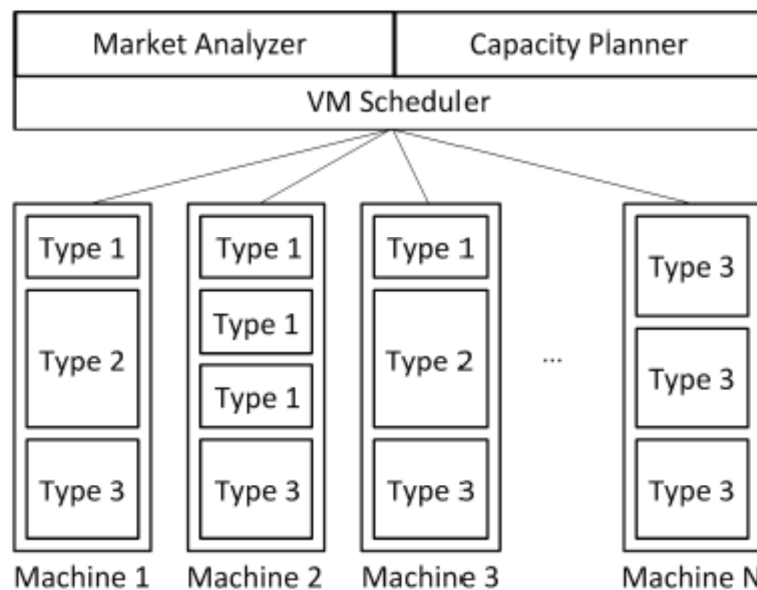 Market Analyzer
Capacity Planner
VM Scheduler
Type 1
Type 2
Type 3
Machine 1
Type 1
Type 1
Type 1
Type 3
Machine 2
Type 1
Type 2
Type 3
Machine 3
...
Type 3
Type 3
Type 3
Machine N